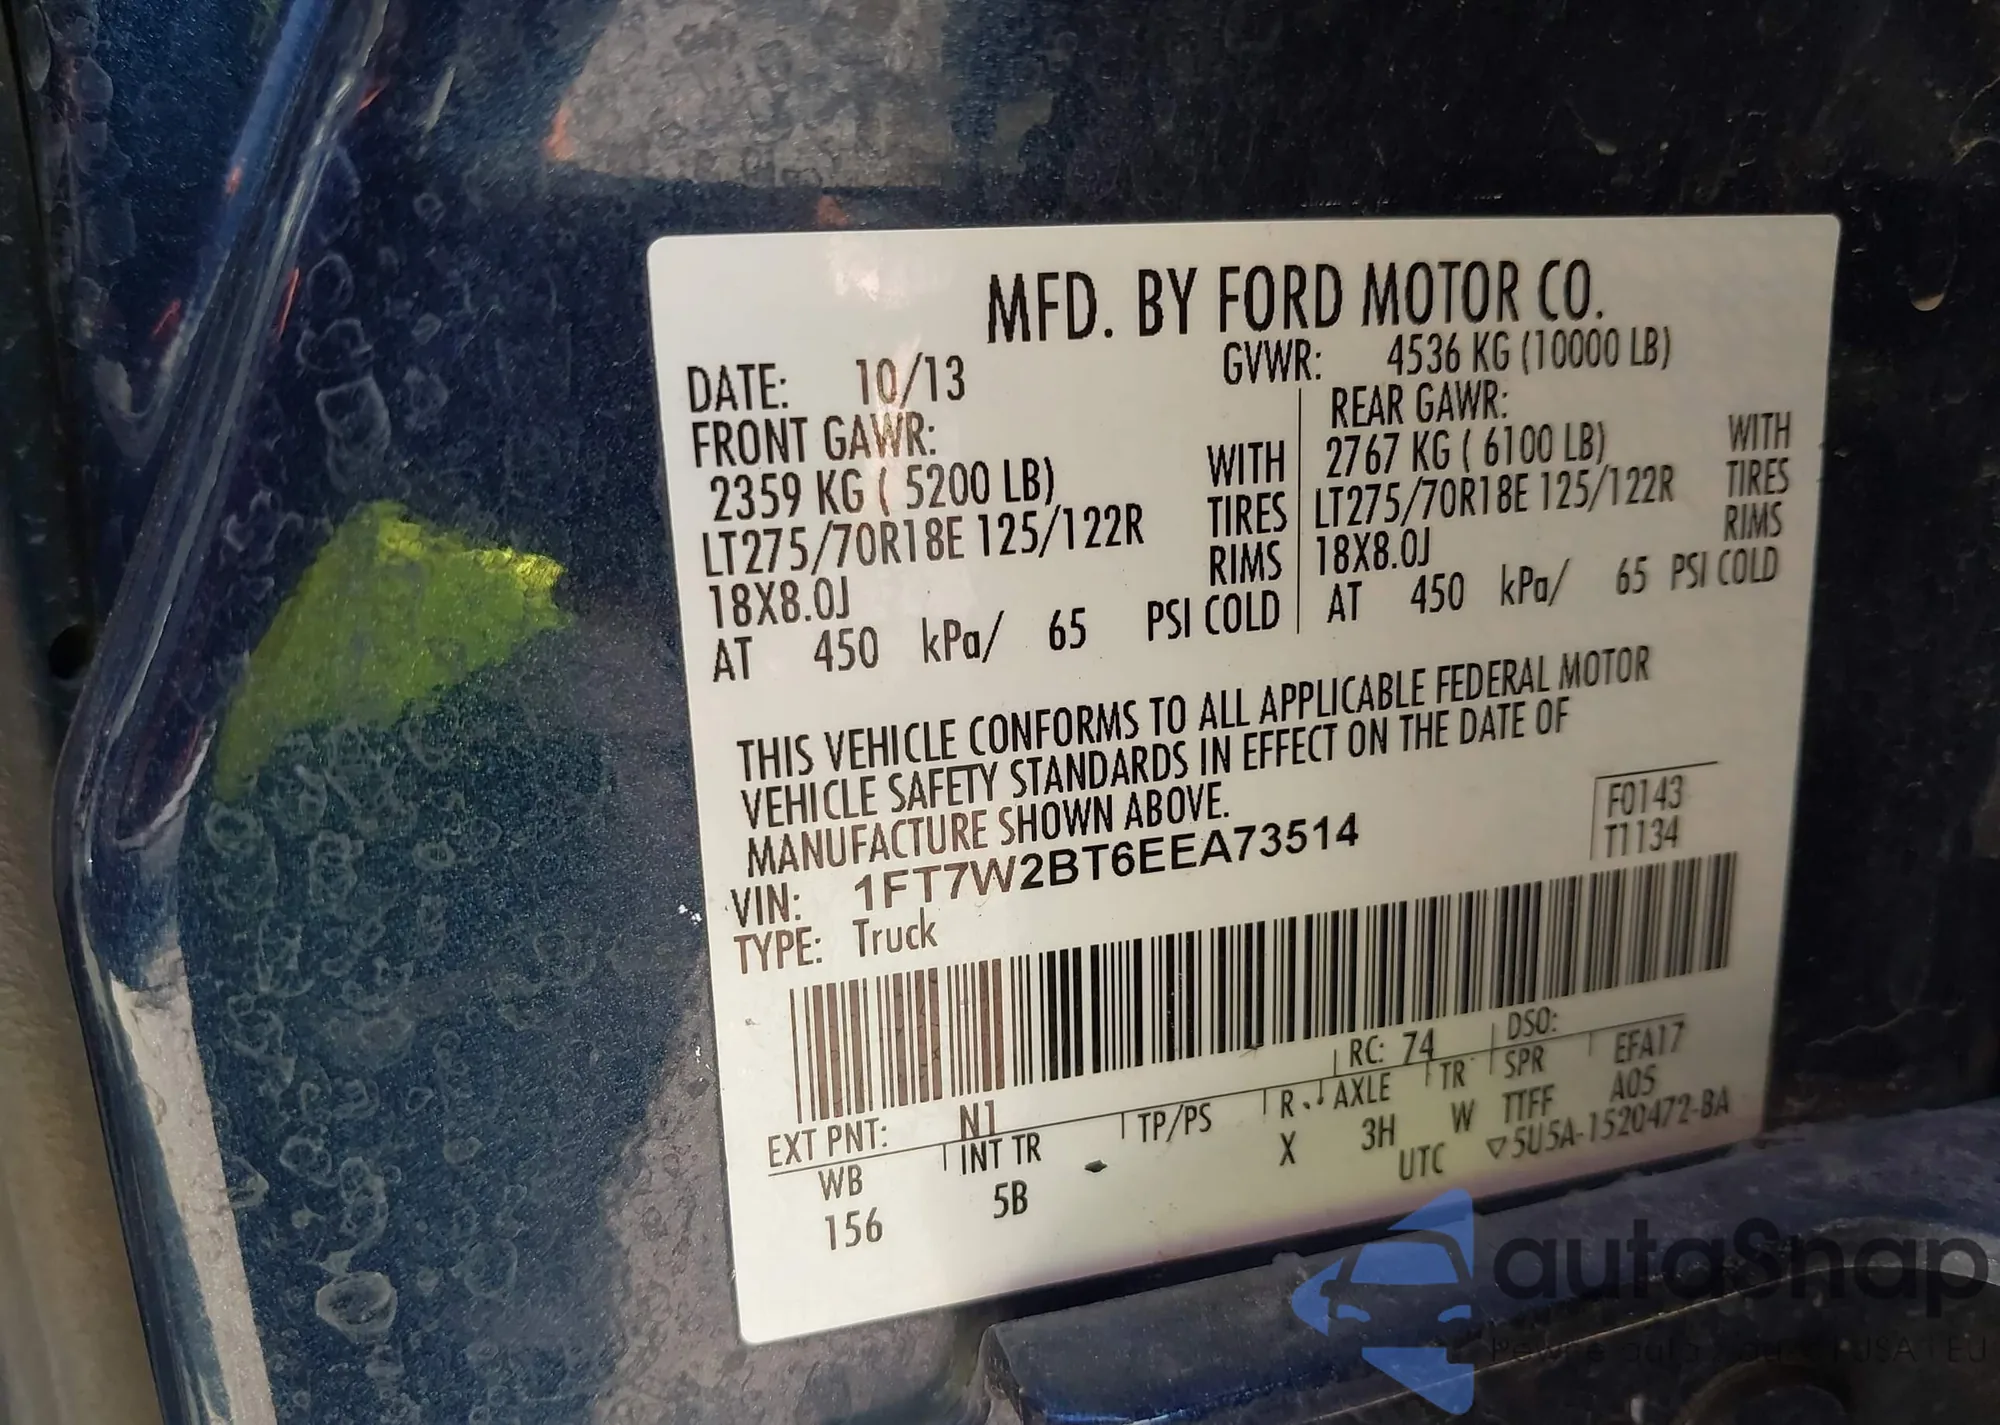 MFD. BY FORD MOTOR CO.
DATE: 10/13 GVWR: 4536 KG (10000 LB)
FRONT GAWR: REAR GAWR:
2359 KG ( 5200 LB) WITH 2767 KG ( 6100 LB) WITH
LT275/70R18E 125/122R TIRES LT275/70R18E 125/122R TIRES
18X8.0J RIMS 18X8.0J RIMS
AT 450 kPa/ 65 PSI COLD AT 450 kPa/ 65 PSI COLD
THIS VEHICLE CONFORMS TO ALL APPLICABLE FEDERAL MOTOR
VEHICLE SAFETY STANDARDS IN EFFECT ON THE DATE OF
MANUFACTURE SHOWN ABOVE.
F0143
T1134
VIN: 1FT7W2BT6EEA73514
TYPE: Truck
EXT PNT: N1 RC: 74 DSO:
WB INT TR TP/PS R AXLE TR SPR EFA17
156 5B X 3H W TTFF A05
UTC ▽5U5A-1520472-BA
autoSnap
USA EU